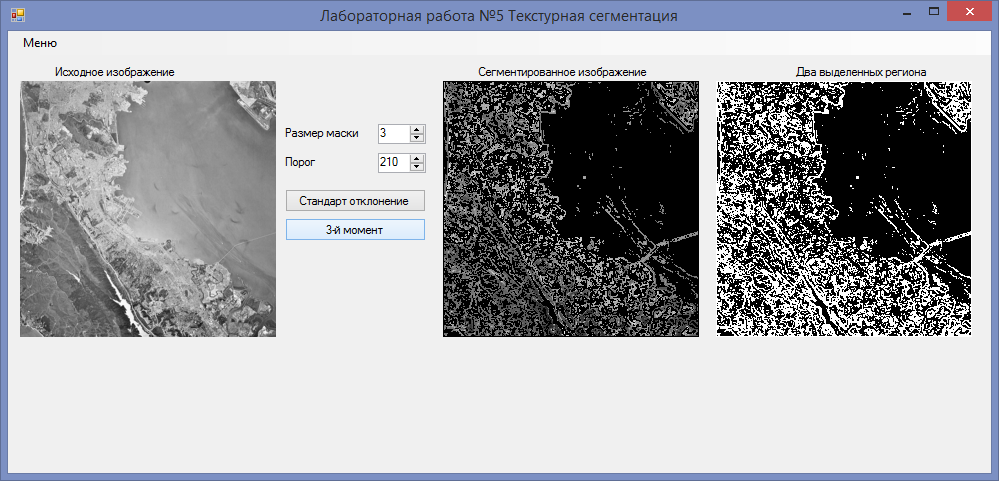 Лабораторная работа №5 Текстурная сегментация
Меню
Исходное изображение
Сегментированное изображение
Два выделенных региона
Размер маски 3
Порог 210
Стандарт отклонение
3-й момент